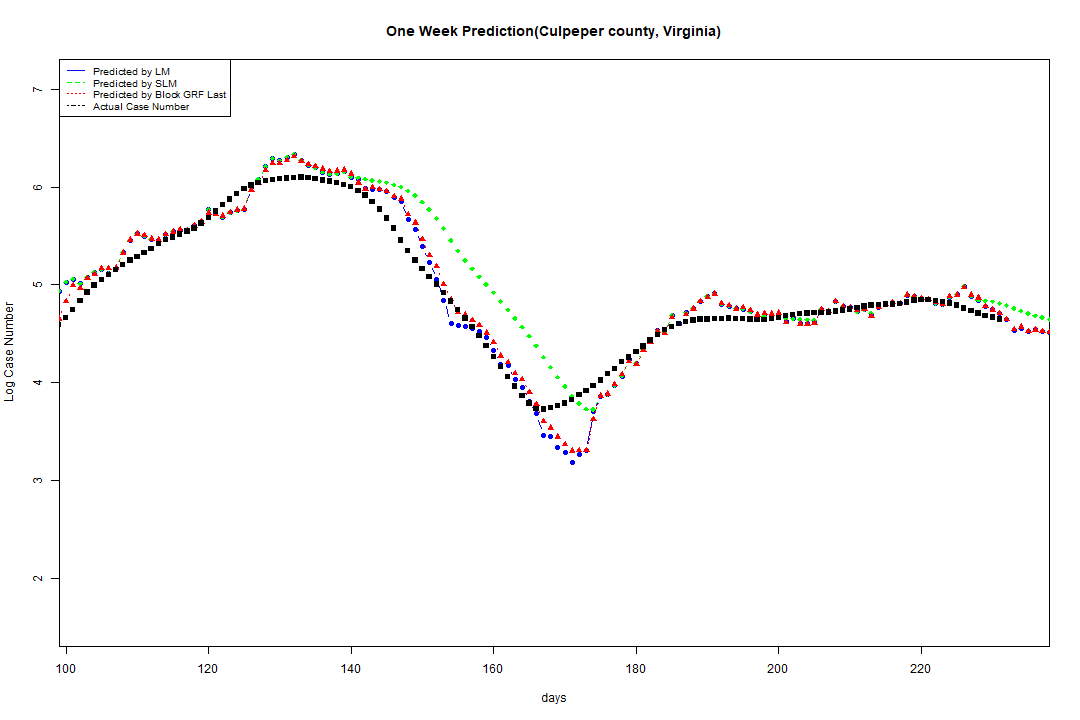 One Week Prediction(Culpeper county, Virginia)
Predicted by LM
Predicted by SLM
Predicted by Block GRF Last
Actual Case Number
Log Case Number
7
6
5
4
3
2
100 120 140 160 180 200 220
days